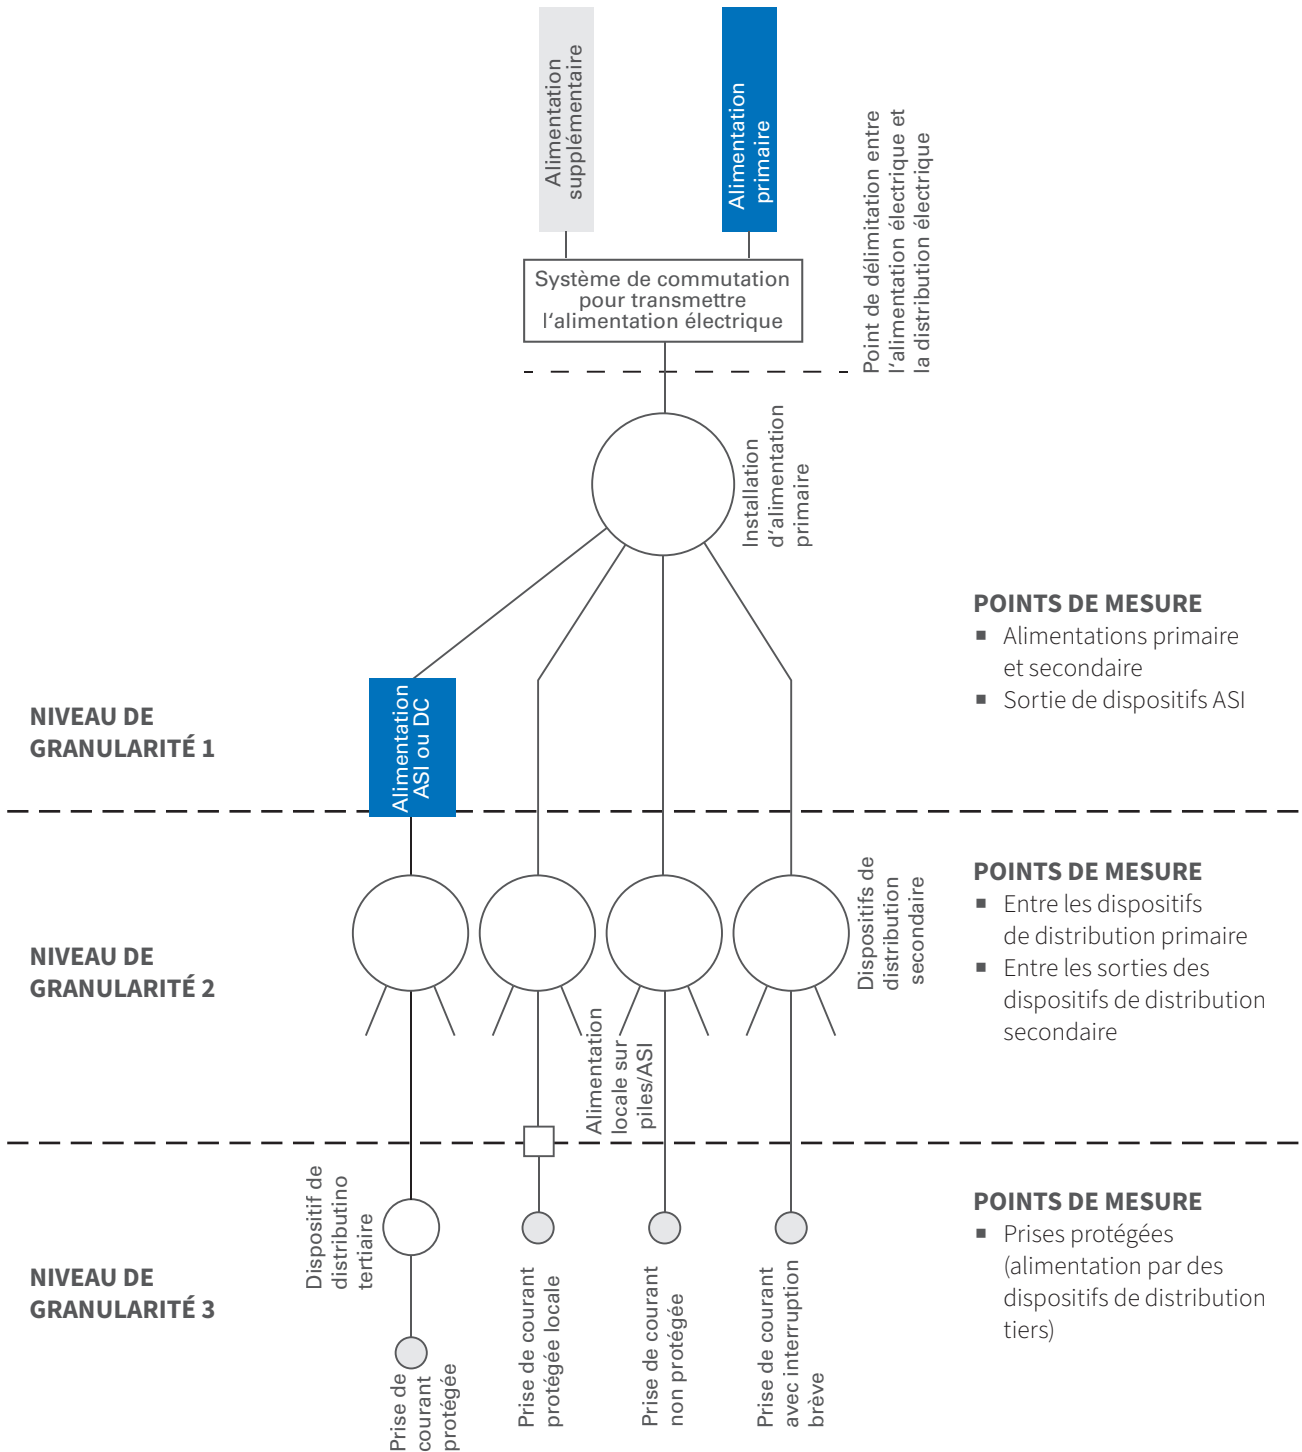 Alimentation
supplémentaire
Alimentation
primaire
Point de délimitation entre
l'alimentation électrique et
la distribution électrique
Système de commutation
pour transmettre
l‘alimentation électrique
Installation
d'alimentation
primaire
POINTS DE MESURE
■ Alimentations primaire
et secondaire
■ Sortie de dispositifs ASI
NIVEAU DE
GRANULARITÉ 1
Alimentation
ASI ou DC
Dispositifs de
distribution
secondaire
POINTS DE MESURE
■ Entre les dispositifs
de distribution primaire
■ Entre les sorties des
dispositifs de distribution
secondaire
NIVEAU DE
GRANULARITÉ 2
Alimentation
locale sur
piles/ASI
Dispositif de
distributino
tertiaire
POINTS DE MESURE
■ Prises protégées
(alimentation par des
dispositifs de distribution
tiers)
NIVEAU DE
GRANULARITÉ 3
Prise de
courant
protégée
Prise de courant
protégée locale
Prise de courant
non protégée
Prise de courant
avec interruption
brève